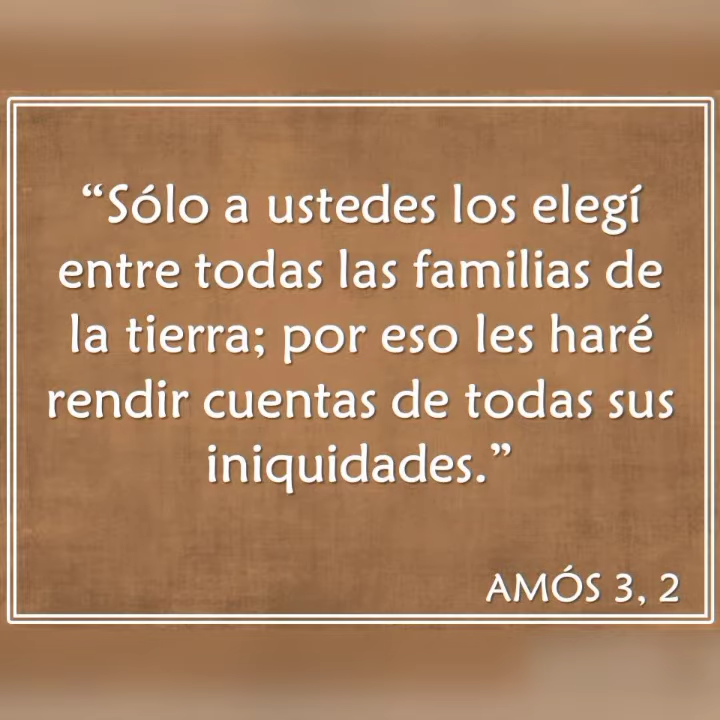 “Sólo a ustedes los elegí
entre todas las familias de
la tierra; por eso les haré
rendir cuentas de todas sus
iniquidades.”
AMÓS 3, 2